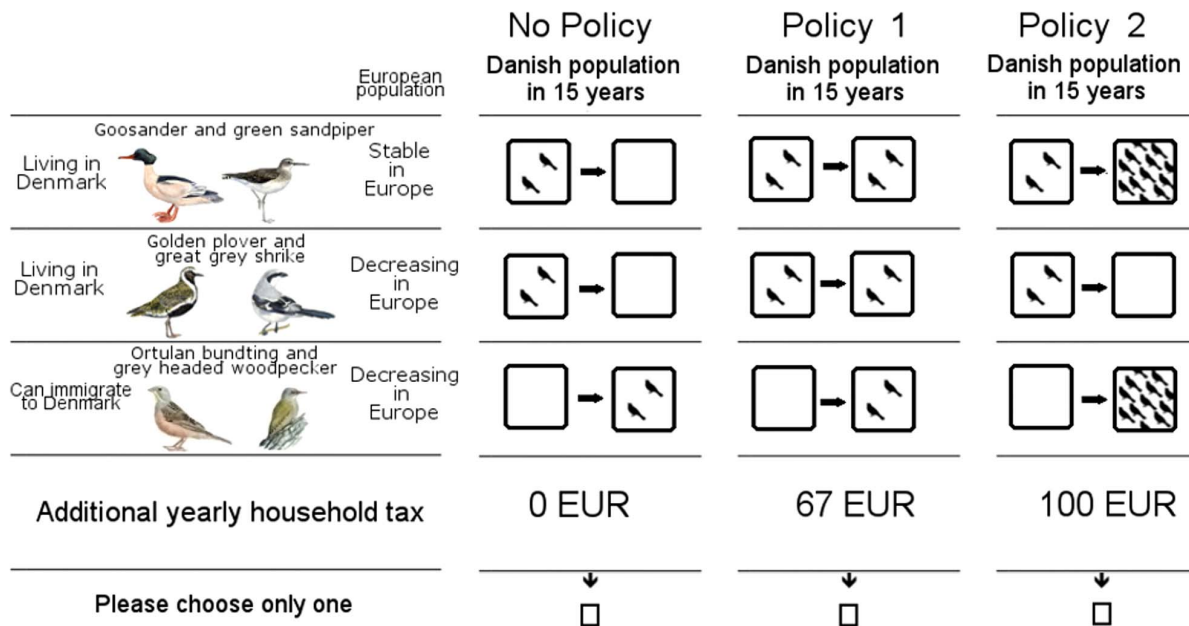 No Policy
Policy 1
Policy 2
European
population
Danish population
in 15 years
Danish population
in 15 years
Danish population
in 15 years
Goosander and green sandpiper
Living in
Denmark
Stable
in
Europe
Golden plover and
great grey shrike
Living in
Denmark
Decreasing
in
Europe
Ortulan bundting and
grey headed woodpecker
Can immigrate
to Denmark
Decreasing
in
Europe
Additional yearly household tax
0 EUR
67 EUR
100 EUR
Please choose only one